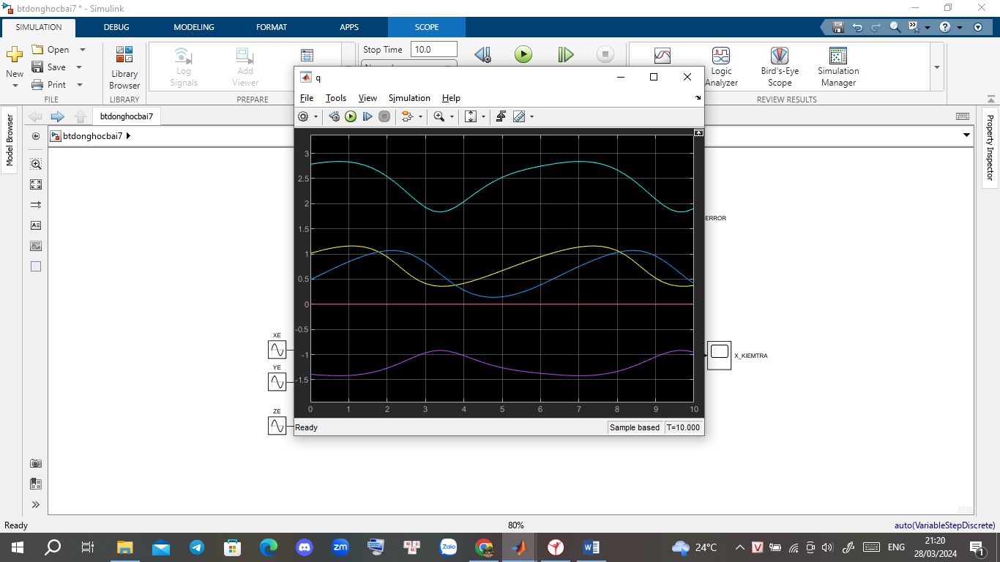 btdonghocbai7 * - Simulink
SIMULATION DEBUG MODELING FORMAT APPS SCOPE
New
Open
Save
Print
FILE
Library
Browser
LIBRARY
Log
Signals
Add
Viewer
PREPARE
Stop Time 10.0
Logic
Analyzer
Bird's-Eye
Scope
Simulation
Manager
REVIEW RESULTS
Model Browser
btdonghocbai7
btdonghocbai7
Property Inspector
q
File Tools View Simulation Help
3
2.5
2
1.5
1
0.5
0
-0.5
-1
-1.5
0 1 2 3 4 5 6 7 8 9 10
Ready Sample based T=10.000
ERROR
XE
YE
ZE
X_KIEMTRA
Ready 80% auto(VariableStepDiscrete)
zm
Zalo
24°C
ENG
21:20
28/03/2024
1